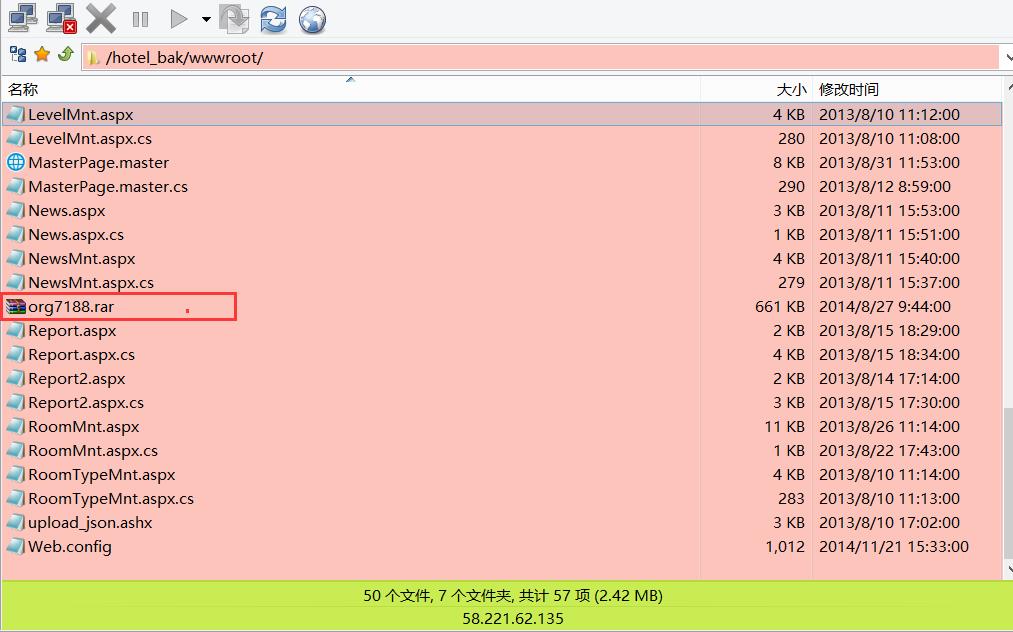 /hotel_bak/wwwroot/
名称 大小 修改时间
LevelMnt.aspx 4 KB 2013/8/10 11:12:00
LevelMnt.aspx.cs 280 2013/8/10 11:08:00
MasterPage.master 8 KB 2013/8/31 11:53:00
MasterPage.master.cs 290 2013/8/12 8:59:00
News.aspx 3 KB 2013/8/11 15:53:00
News.aspx.cs 1 KB 2013/8/11 15:51:00
NewsMnt.aspx 4 KB 2013/8/11 15:40:00
NewsMnt.aspx.cs 279 2013/8/11 15:37:00
org7188.rar 661 KB 2014/8/27 9:44:00
Report.aspx 2 KB 2013/8/15 18:29:00
Report.aspx.cs 4 KB 2013/8/15 18:34:00
Report2.aspx 2 KB 2013/8/14 17:14:00
Report2.aspx.cs 3 KB 2013/8/15 17:30:00
RoomMnt.aspx 11 KB 2013/8/26 11:14:00
RoomMnt.aspx.cs 1 KB 2013/8/22 17:43:00
RoomTypeMnt.aspx 4 KB 2013/8/10 11:14:00
RoomTypeMnt.aspx.cs 283 2013/8/10 11:13:00
upload_json.ashx 3 KB 2013/8/10 17:02:00
Web.config 1,012 2014/11/21 15:33:00
50 个文件, 7 个文件夹, 共计 57 项 (2.42 MB)
58.221.62.135